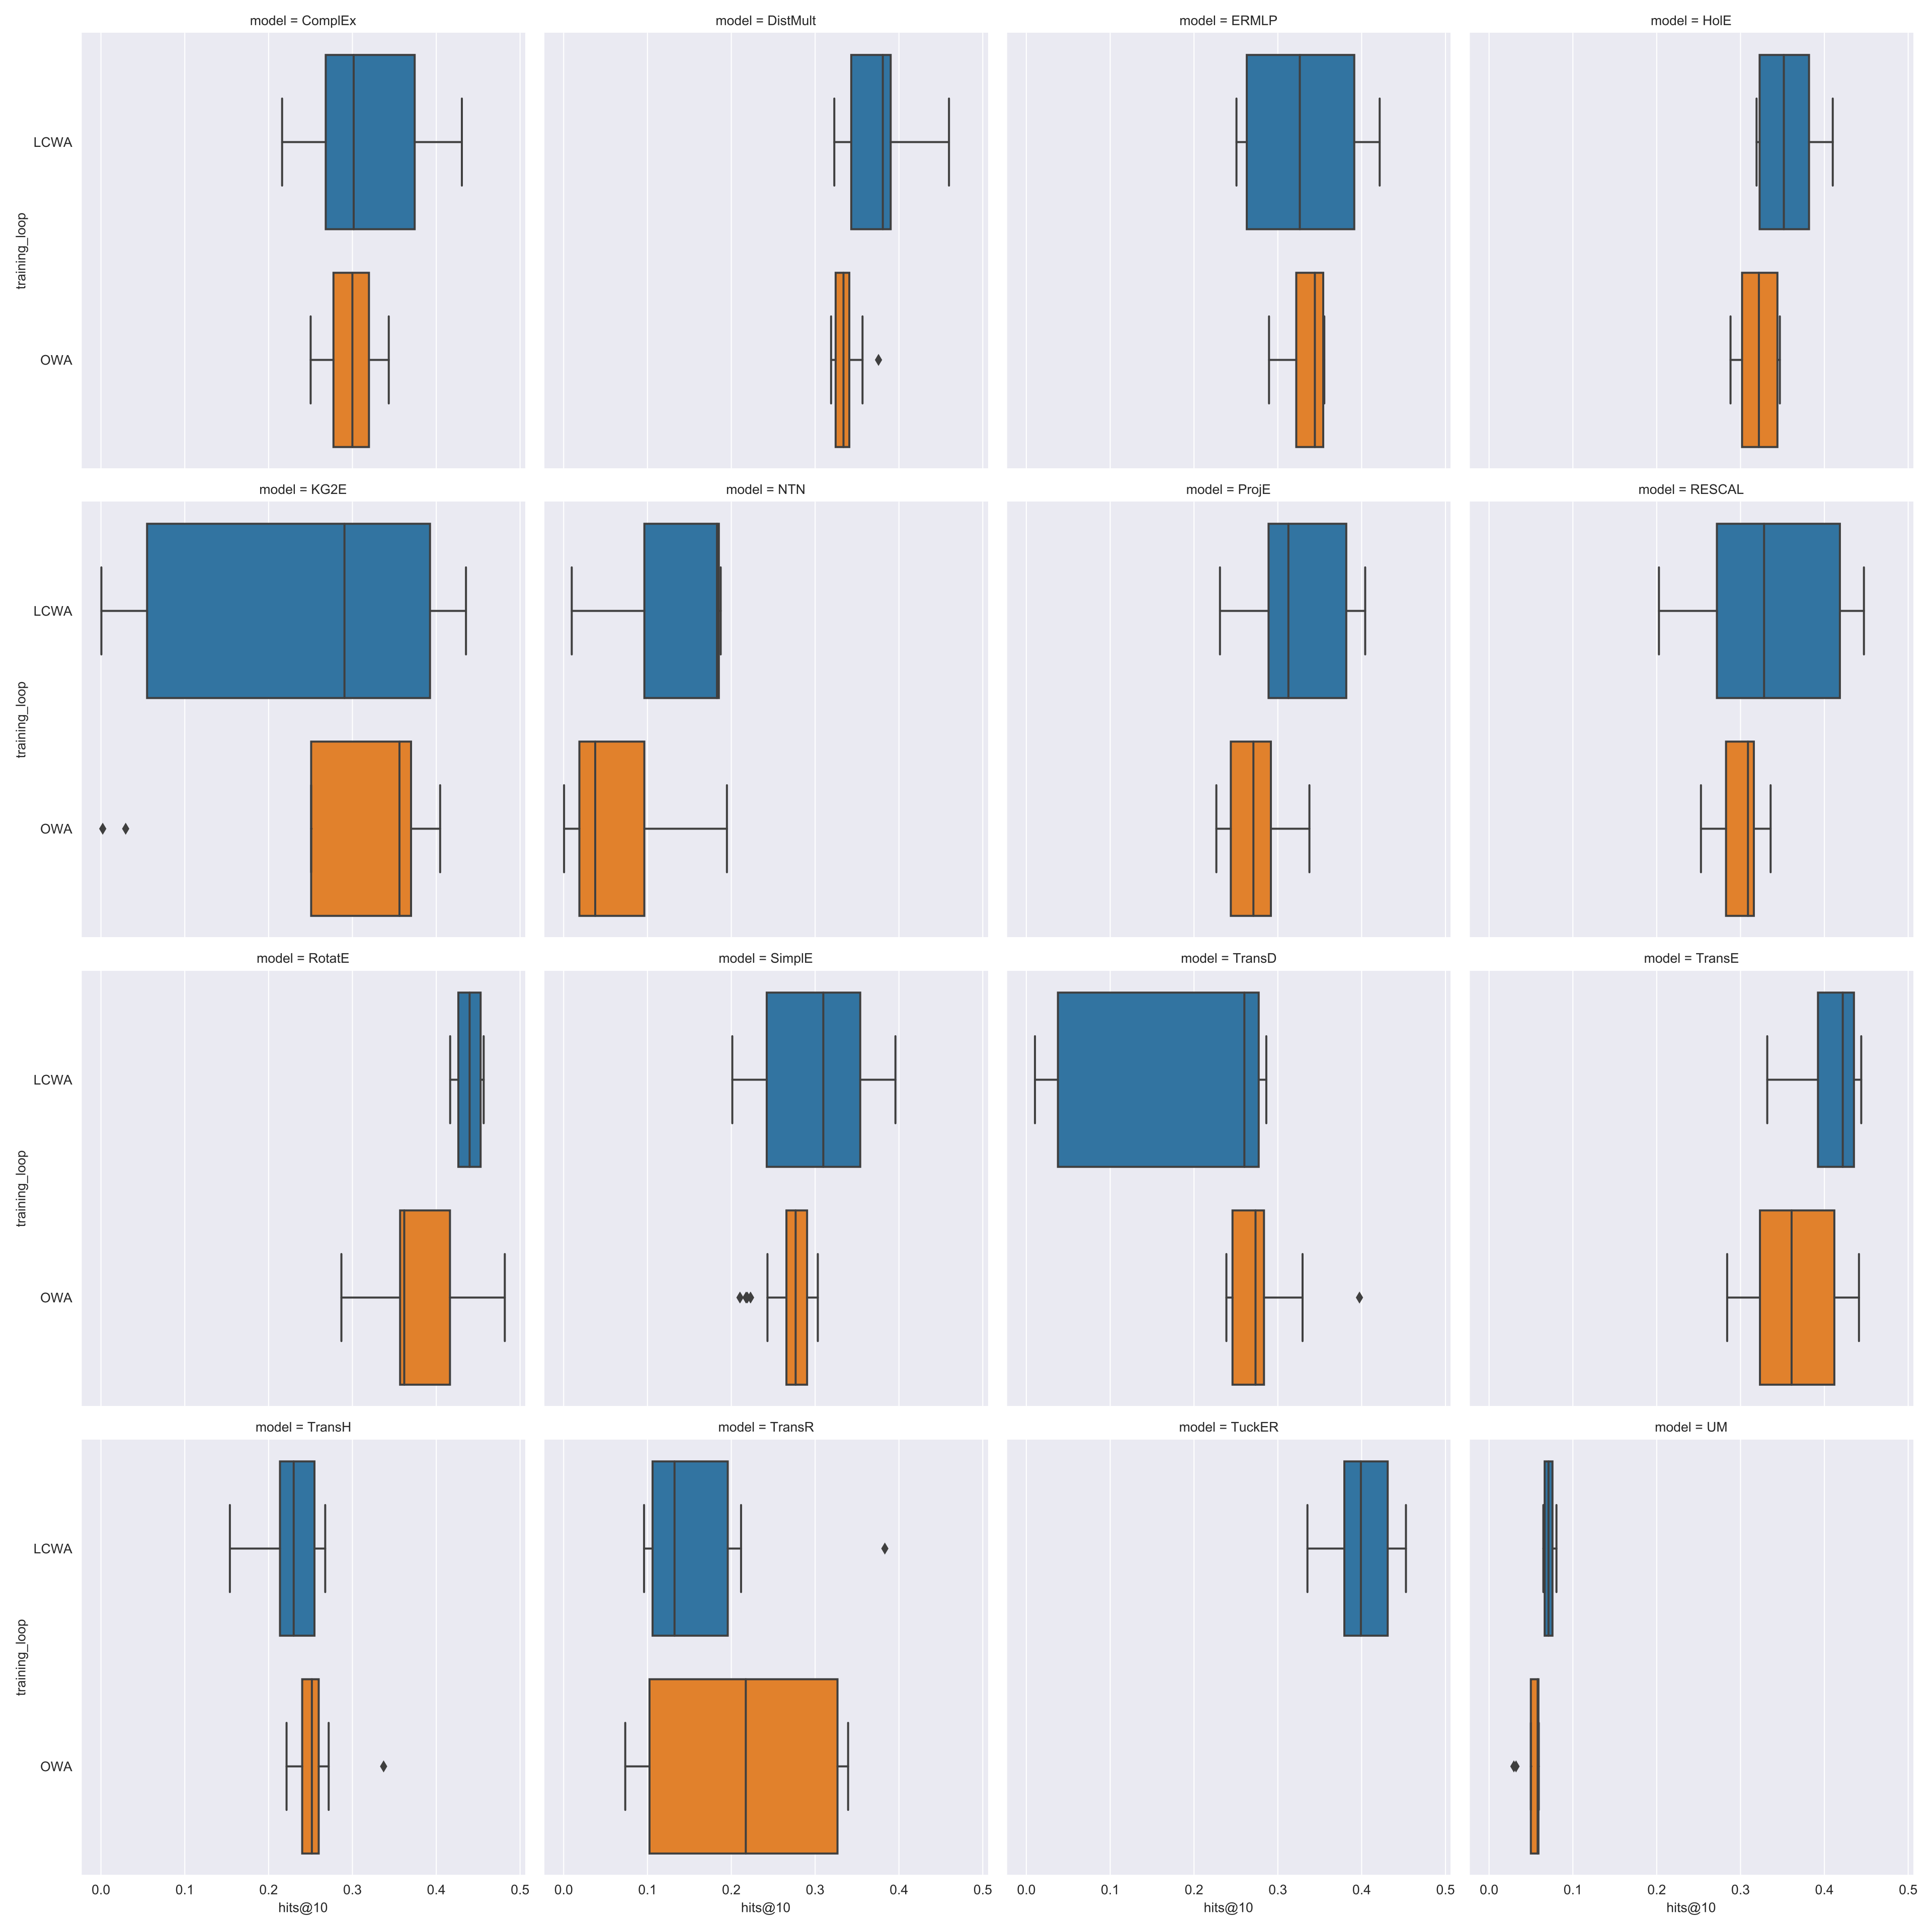 model = ComplEx
model = DistMult
model = ERMLP
model = HolE
training_loop
LCWA
OWA
model = KG2E
model = NTN
model = ProjE
model = RESCAL
training_loop
LCWA
OWA
model = RotatE
model = SimplE
model = TransD
model = TransE
training_loop
LCWA
OWA
model = TransH
model = TransR
model = TuckER
model = UM
training_loop
LCWA
OWA
0.0 0.1 0.2 0.3 0.4 0.5
hits@10
0.0 0.1 0.2 0.3 0.4 0.5
hits@10
0.0 0.1 0.2 0.3 0.4 0.5
hits@10
0.0 0.1 0.2 0.3 0.4 0.5
hits@10